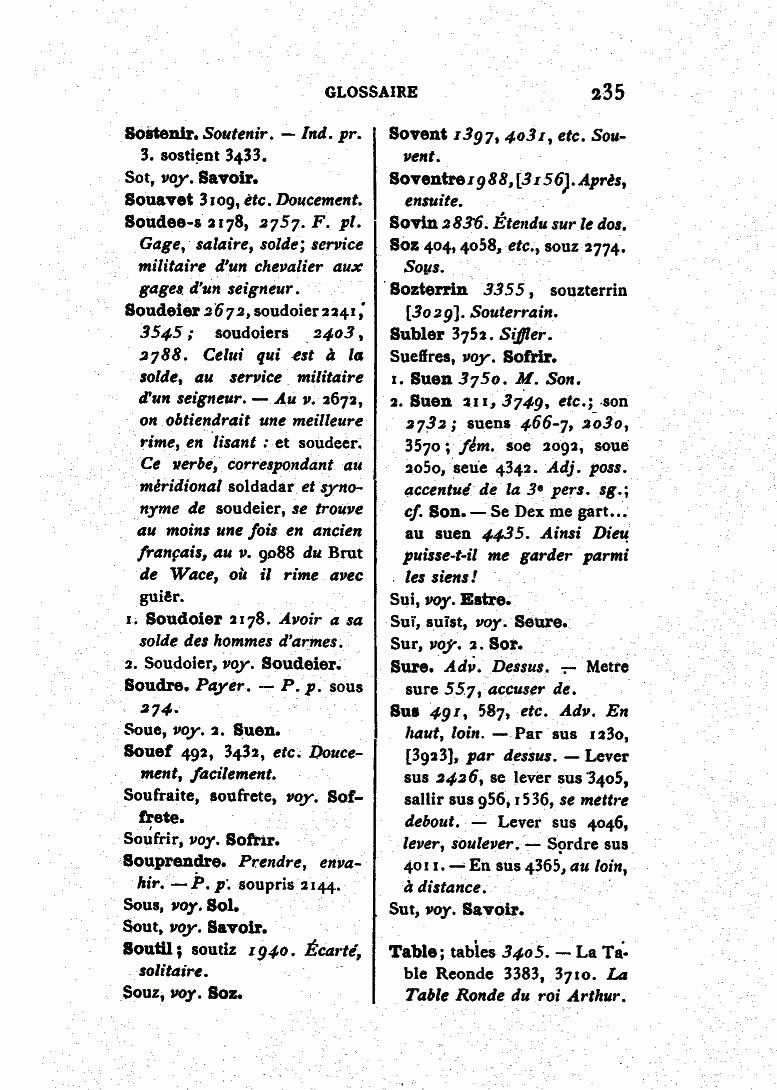 GLOSSAIRE 235
Sostenir. Soutenir. — Ind. pr.
3. sostient 3433.
Sot, voy. Savoir.
Souavet 3109, etc. Doucement.
Soudee-s 2178, 2757. F. pl.
Gage, salaire, solde; service
militaire d'un chevalier aux
gages d'un seigneur.
Soudeier 2672, soudoier 2241,
3545; soudoiers 2403,
2788. Celui qui est à la
solde, au service militaire
d'un seigneur. — Au v. 2672,
on obtiendrait une meilleure
rime, en lisant : et soudeer.
Ce verbe, correspondant au
méridional soldadar et syno-
nyme de soudeier, se trouve
au moins une fois en ancien
français, au v. 9088 du Brut
de Wace, où il rime avec
guiër.
1. Soudoier 2178. Avoir a sa
solde des hommes d'armes.
2. Soudoier, voy. Soudeier.
Soudre. Payer. — P. p. sous
274.
Soue, voy. 2. Suen.
Souef 492, 3432, etc. Douce-
ment, facilement.
Soufraite, soufrete, voy. Sof-
frete.
Soufrir, voy. Sofrir.
Souprendre. Prendre, enva-
hir. — P. p. soupris 2144.
Sous, voy. Sol.
Sout, voy. Savoir.
Soutil; soutiz 1940. Écarté,
solitaire.
Souz, voy. Soz.
Sovent 1397, 4031, etc. Sou-
vent.
Soventre 1988, [3156]. Après,
ensuite.
Sovin 2836. Étendu sur le dos.
Soz 404, 4058, etc., souz 2774.
Sous.
Sozterrin 3355, souzterrin
[3029]. Souterrain.
Subler 3752. Siffler.
Sueffres, voy. Sofrir.
1. Suen 3750. M. Son.
2. Suen 211, 3749, etc.; son
2732; suens 466-7, 2030,
3570; fém. soe 2092, soue
2050, seue 4342. Adj. poss.
accentué de la 3e pers. sg.;
cf. Son. — Se Dex me gart...
au suen 4435. Ainsi Dieu
puisse-t-il me garder parmi
les siens!
Sui, voy. Estre.
Suï, suïst, voy. Seure.
Sur, voy. 2. Sor.
Sure. Adv. Dessus. — Metre
sure 557, accuser de.
Sus 491, 587, etc. Adv. En
haut, loin. — Par sus 1230,
[3923], par dessus. — Lever
sus 2426, se lever sus 3405,
sallir sus 956, 1536, se mettre
debout. — Lever sus 4046,
lever, soulever. — Sordre sus
4011. — En sus 4365, au loin,
à distance.
Sut, voy. Savoir.
Table; tables 3405. — La Ta-
ble Reonde 3383, 3710. La
Table Ronde du roi Arthur.